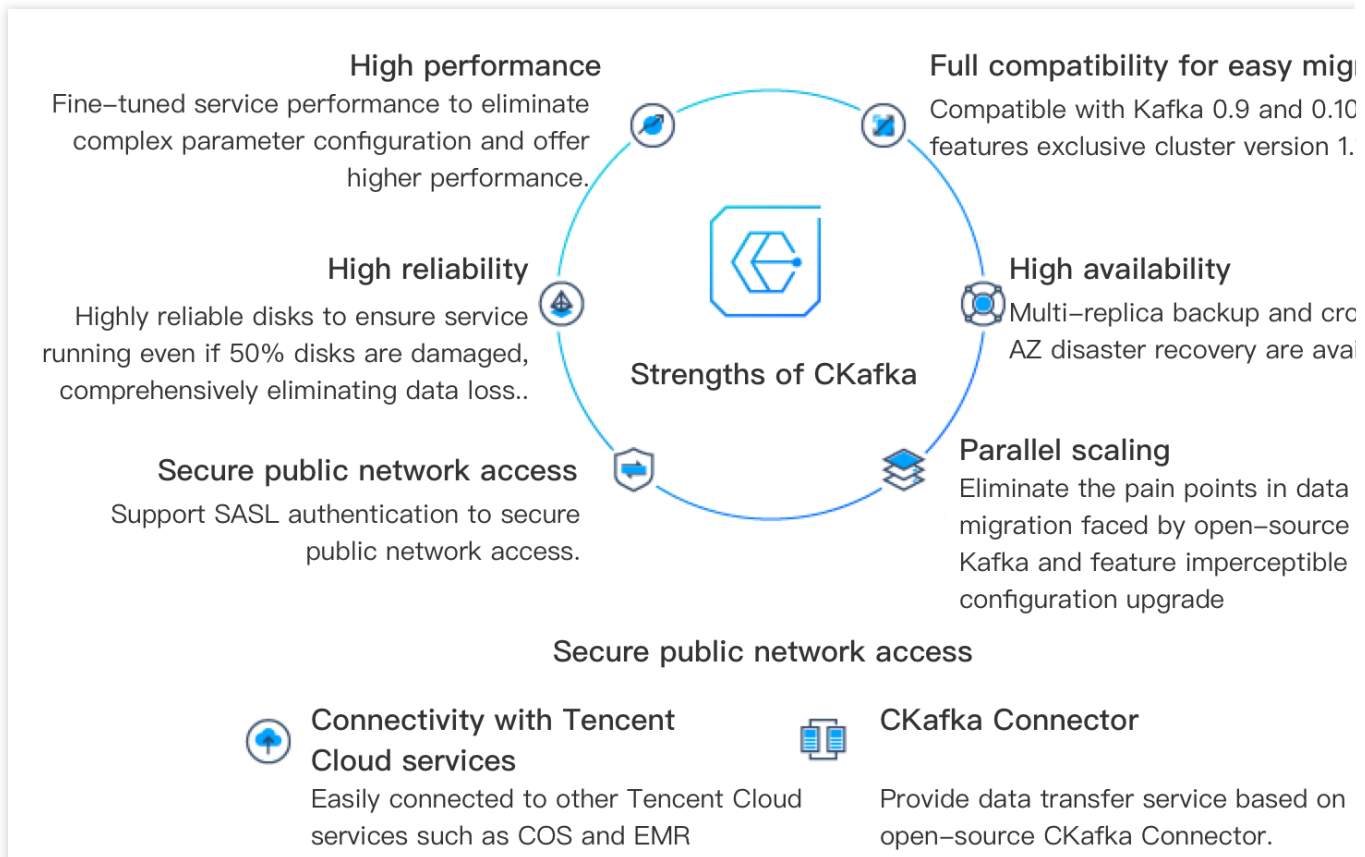 High performance
Fine-tuned service performance to eliminate
complex parameter configuration and offer
higher performance.
Full compatibility for easy
Compatible with Kafka 0.9 and 0.10
features exclusive cluster version 1.
High reliability
Highly reliable disks to ensure service
running even if 50% disks are damaged,
comprehensively eliminating data loss..
High availability
Multi-replica backup and
AZ disaster recovery are
Strengths of CKafka
Secure public network access
Support SASL authentication to secure
public network access.
Parallel scaling
Eliminate the pain points in data
migration faced by open-source
Kafka and feature imperceptible
configuration upgrade
Secure public network access
Connectivity with Tencent
Cloud services
Easily connected to other Tencent Cloud
services such as COS and EMR
CKafka Connector
Provide data transfer service based on
open-source CKafka Connector.